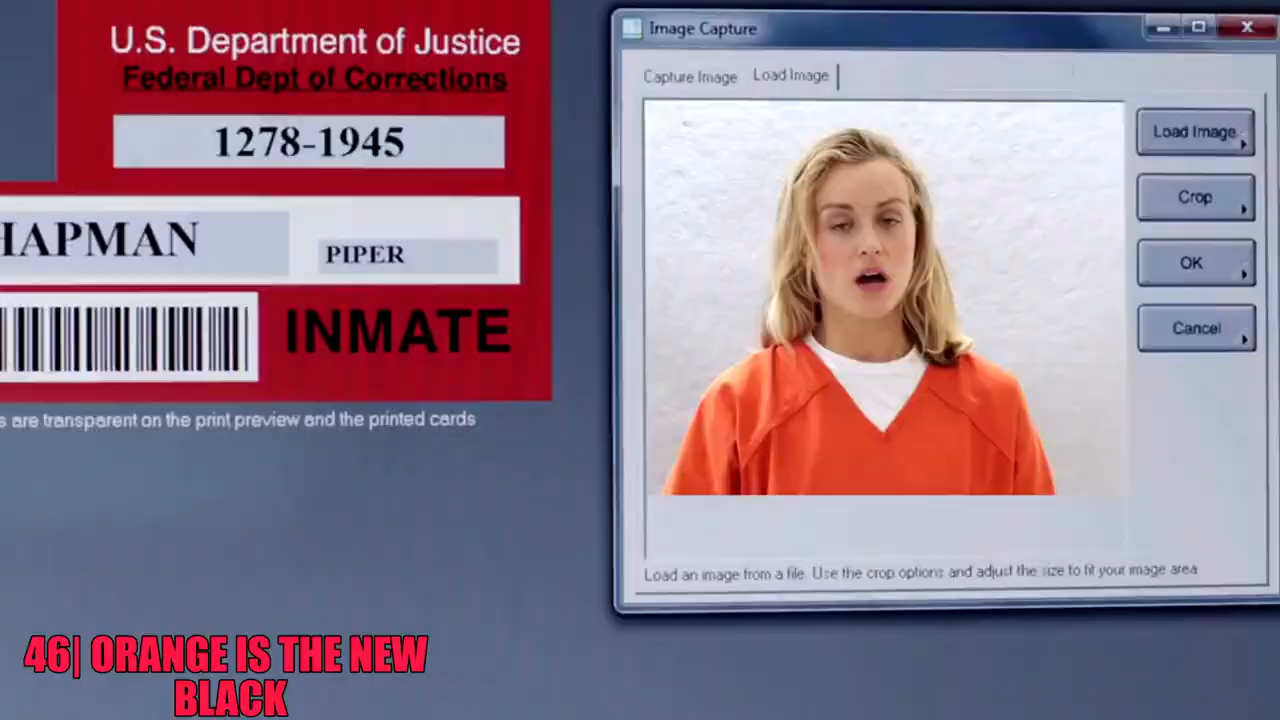 U.S. Department of Justice
Federal Dept of Corrections
1278-1945
HAPMAN
PIPER
INMATE
s are transparent on the print preview and the printed cards
Image Capture
Capture Image
Load Image
Load Image
Crop
OK
Cancel
Load an image from a file. Use the crop options and adjust the size to fit your image area
46| ORANGE IS THE NEW
BLACK